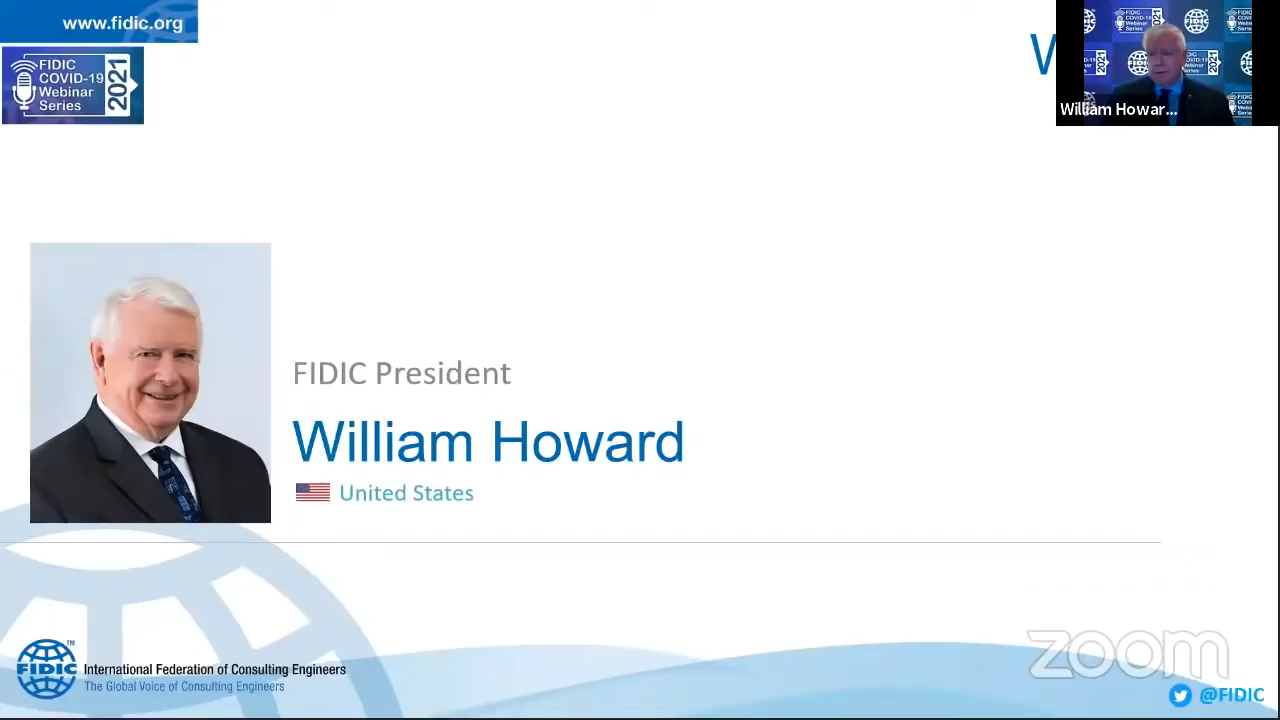 www.fidic.org
FIDIC
COVID-19
Webinar
Series
2021
W
William Howar...
FIDIC President
William Howard
United States
FIDIC
TM
International Federation of Consulting Engineers
The Global Voice of Consulting Engineers
zoom
@FIDIC